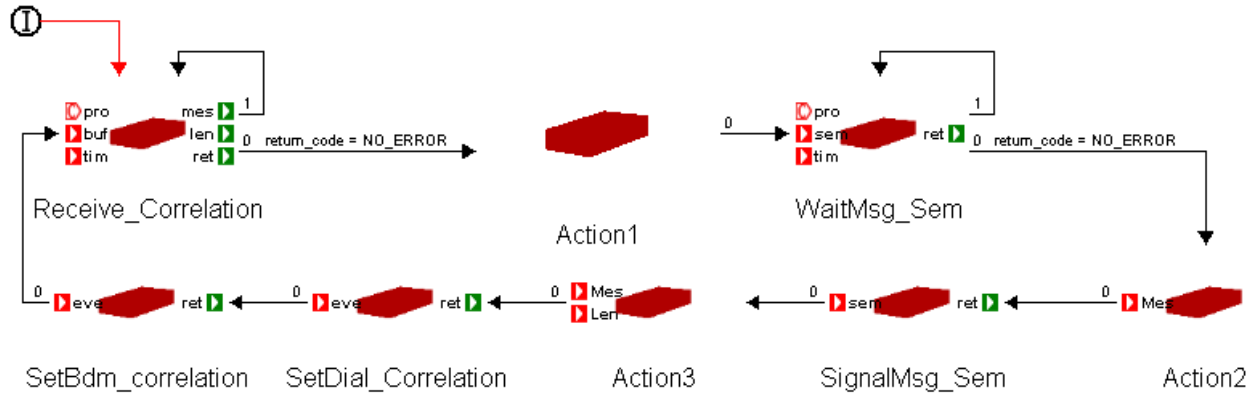 I
pro mes 1
buf len
0 return_code = NO_ERROR
tim ret
Receive_Correlation
Action1
0
pro 1
sem ret
0 return_code = NO_ERROR
tim
WaitMsg_Sem
0 eve ret
SetBdm_correlation
0 eve ret
SetDial_Correlation
0 Mes
Len
Action3
0 sem ret
SignalMsg_Sem
0 Mes
Action2